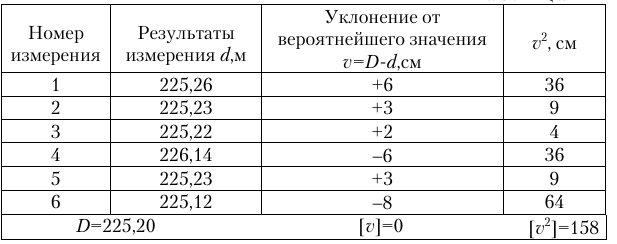 Номер измерения | Результаты измерения d,м | Уклонение от вероятнейшего значения v=D-d,см | v², см
1 | 225,26 | +6 | 36
2 | 225,23 | +3 | 9
3 | 225,22 | +2 | 4
4 | 226,14 | –6 | 36
5 | 225,23 | +3 | 9
6 | 225,12 | –8 | 64
D=225,20 | [v]=0 | [v²]=158